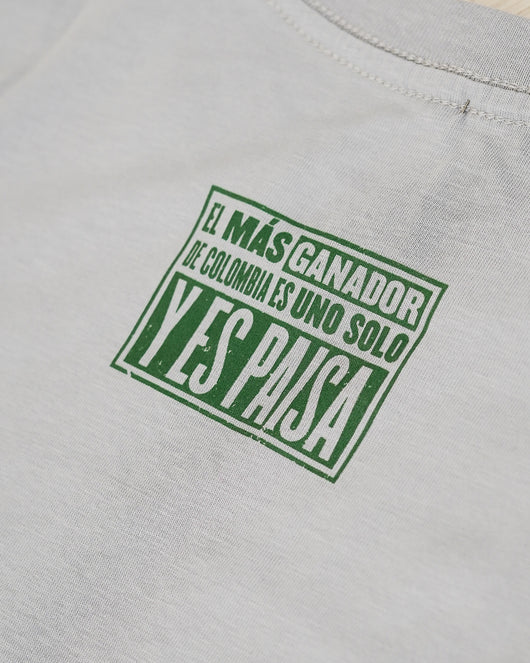 EL MÁS GANADOR
DE COLOMBIA ES UNO SOLO
Y ES PAISA